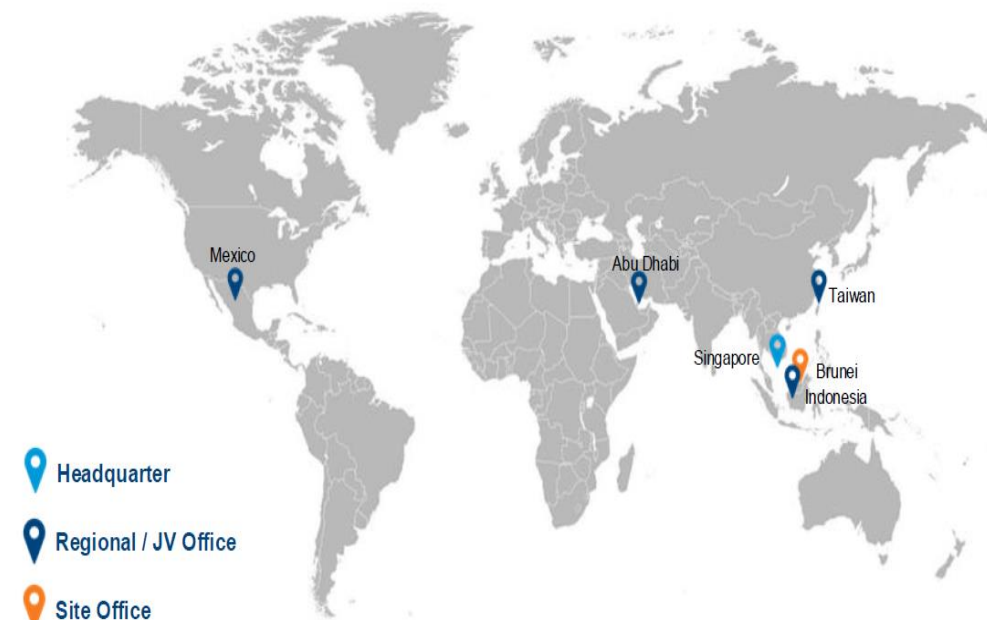 Mexico
Abu Dhabi
Taiwan
Singapore
Brunei
Indonesia
Headquarter
Regional / JV Office
Site Office